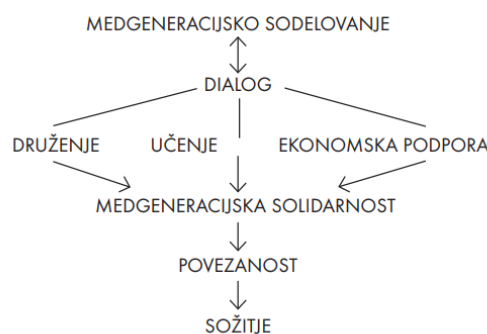 MEDGENERACIJSKO SODELOVANJE
DIALOG
DRUŽENJE UČENJE EKONOMSKA PODPORA
MEDGENERACIJSKA SOLIDARNOST
POVEZANOST
SOŽITJE